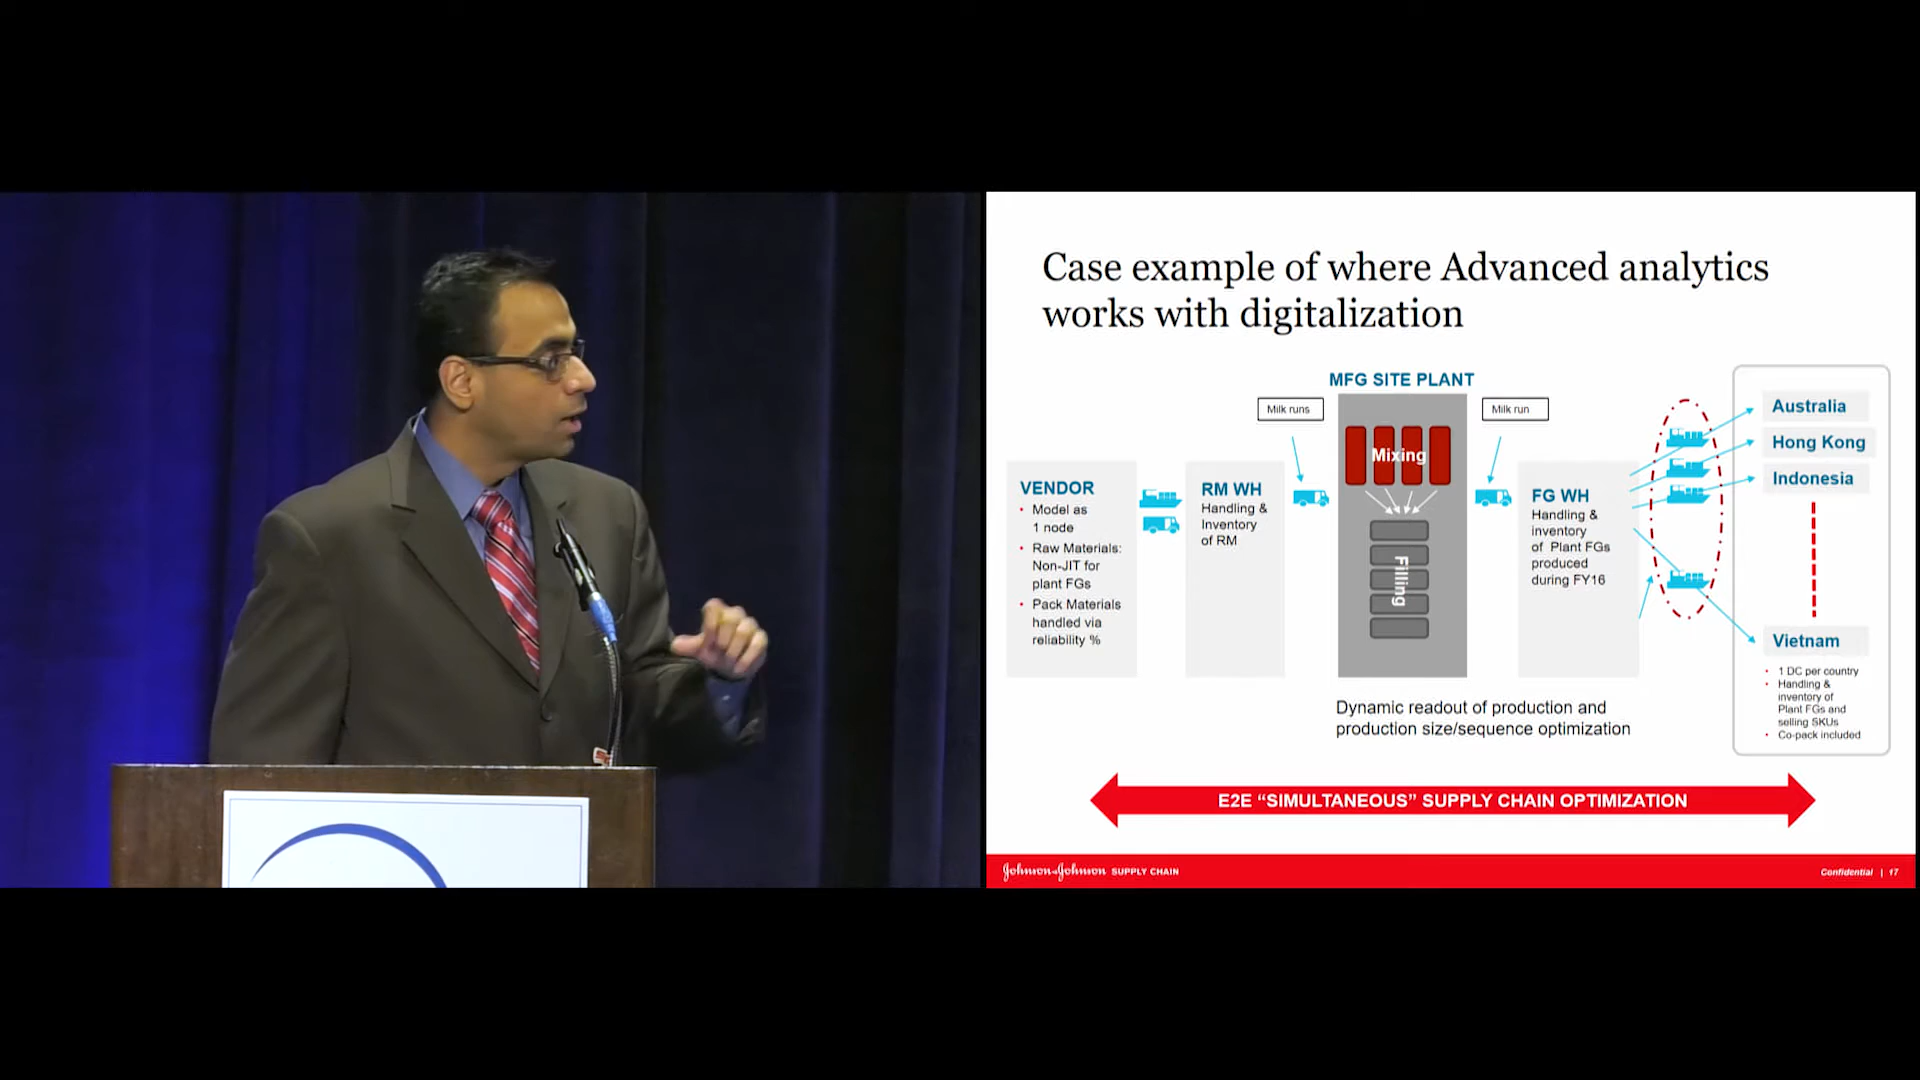 Case example of where Advanced analytics
works with digitalization
MFG SITE PLANT
Milk runs
Milk run
Mixing
Filling
VENDOR
• Model as
1 node
• Raw Materials:
Non-JIT for
plant FGs
• Pack Materials
handled via
reliability %
RM WH
Handling &
Inventory
of RM
FG WH
Handling &
inventory
of Plant FGs
produced
during FY16
Australia
Hong Kong
Indonesia
Vietnam
• 1 DC per country
• Handling &
inventory of
Plant FGs and
selling SKUs
• Co-pack included
Dynamic readout of production and
production size/sequence optimization
E2E “SIMULTANEOUS” SUPPLY CHAIN OPTIMIZATION
Johnson&Johnson SUPPLY CHAIN
Confidential | 17